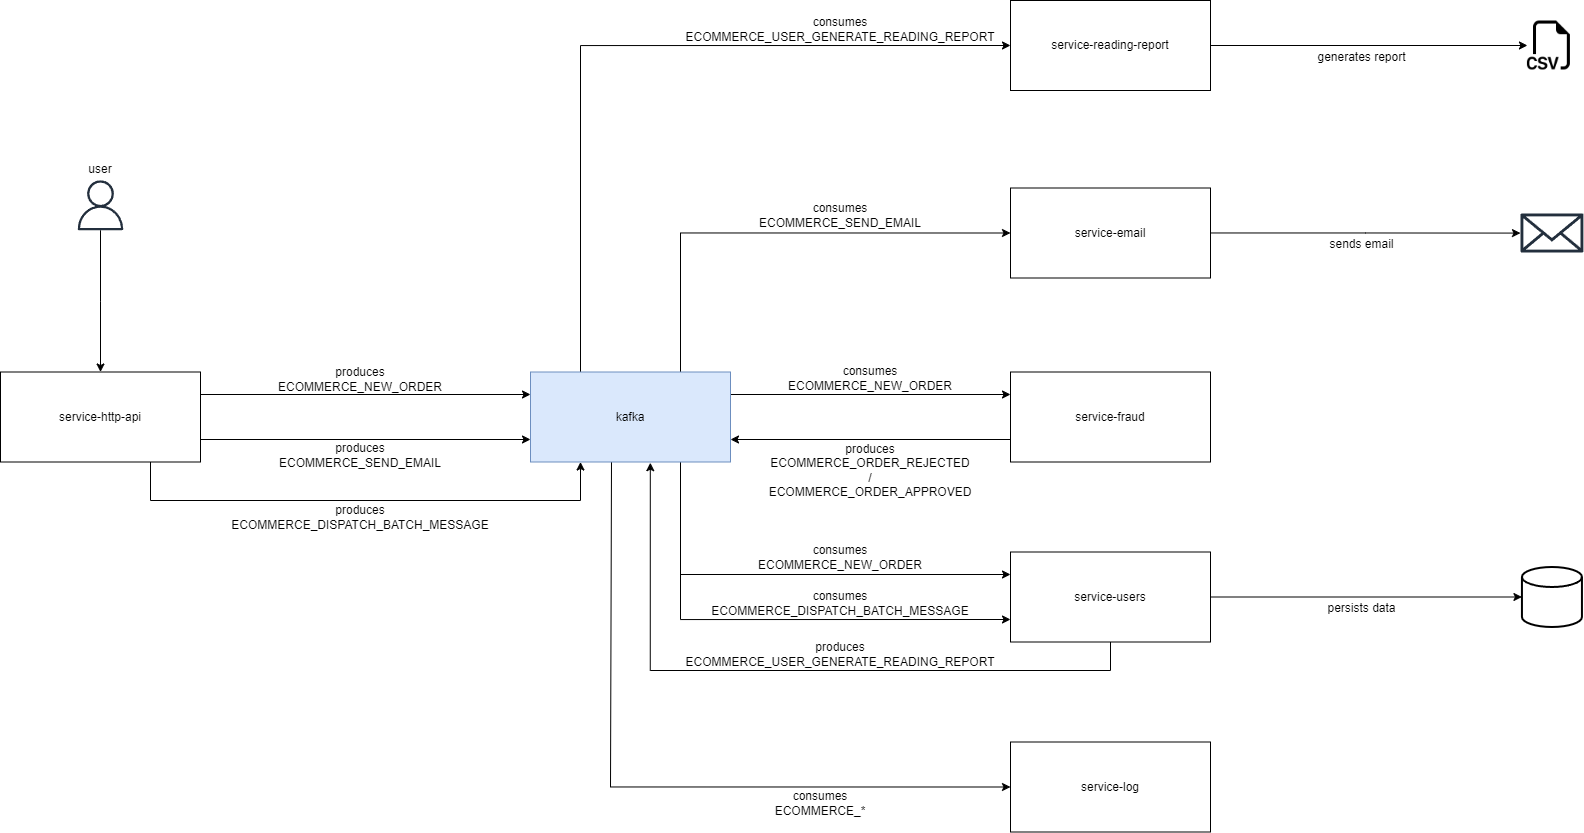 consumes
ECOMMERCE_USER_GENERATE_READING_REPORT
service-reading-report
generates report
CSV
user
consumes
ECOMMERCE_SEND_EMAIL
service-email
sends email
service-http-api
produces
ECOMMERCE_NEW_ORDER
produces
ECOMMERCE_SEND_EMAIL
produces
ECOMMERCE_DISPATCH_BATCH_MESSAGE
kafka
consumes
ECOMMERCE_NEW_ORDER
service-fraud
produces
ECOMMERCE_ORDER_REJECTED
/
ECOMMERCE_ORDER_APPROVED
consumes
ECOMMERCE_NEW_ORDER
consumes
ECOMMERCE_DISPATCH_BATCH_MESSAGE
service-users
persists data
produces
ECOMMERCE_USER_GENERATE_READING_REPORT
service-log
consumes
ECOMMERCE_*